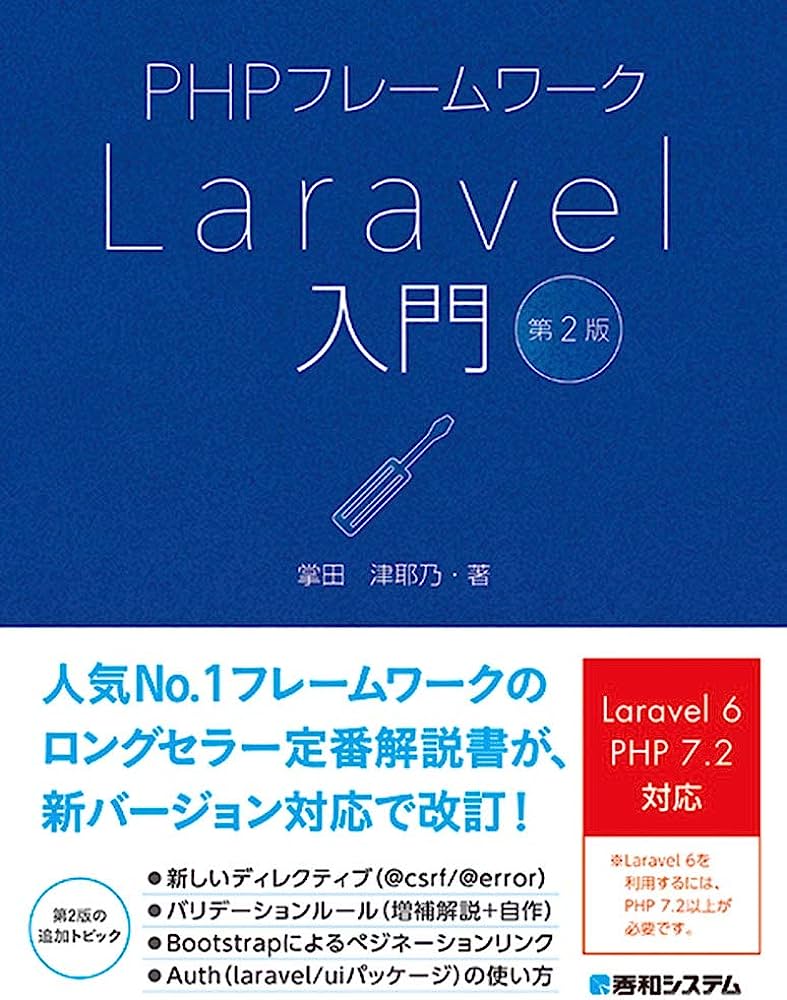 PHPフレームワーク
Laravel
入門
第2版
掌田 津耶乃・著
人気No.1フレームワークの
ロングセラー定番解説書が、
新バージョン対応で改訂！
Laravel 6
PHP 7.2
対応
※Laravel 6を
利用するには、
PHP 7.2以上が
必要です。
第2版の
追加トピック
●新しいディレクティブ（@csrf/@error）
●バリデーションルール（増補解説+自作）
●Bootstrapによるペジネーションリンク
●Auth（laravel/uiパッケージ）の使い方
秀和システム